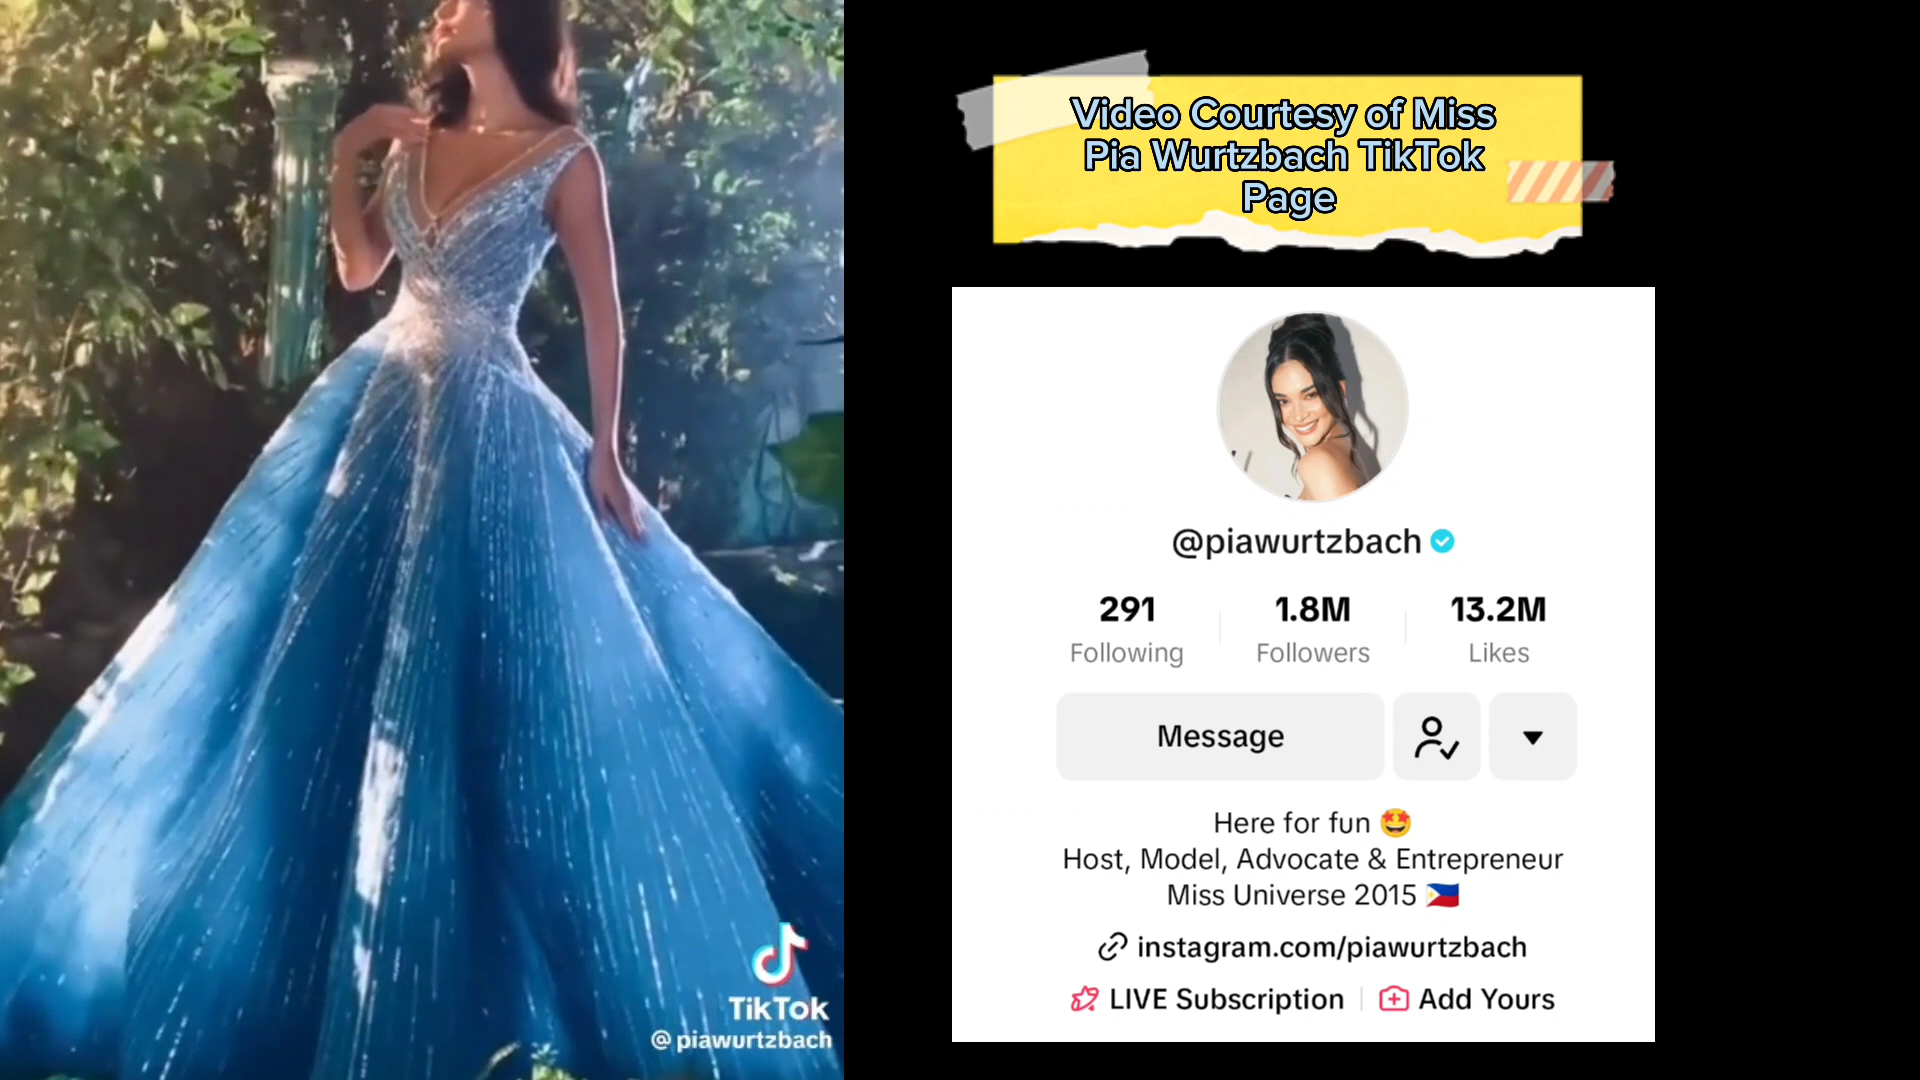 Video Courtesy of Miss
Pia Wurtzbach TikTok
Page
@piawurtzbach
291
Following
1.8M
Followers
13.2M
Likes
Message
Here for fun 🤩
Host, Model, Advocate & Entrepreneur
Miss Universe 2015 🇵🇭
instagram.com/piawurtzbach
LIVE Subscription
Add Yours
TikTok
@piawurtzbach